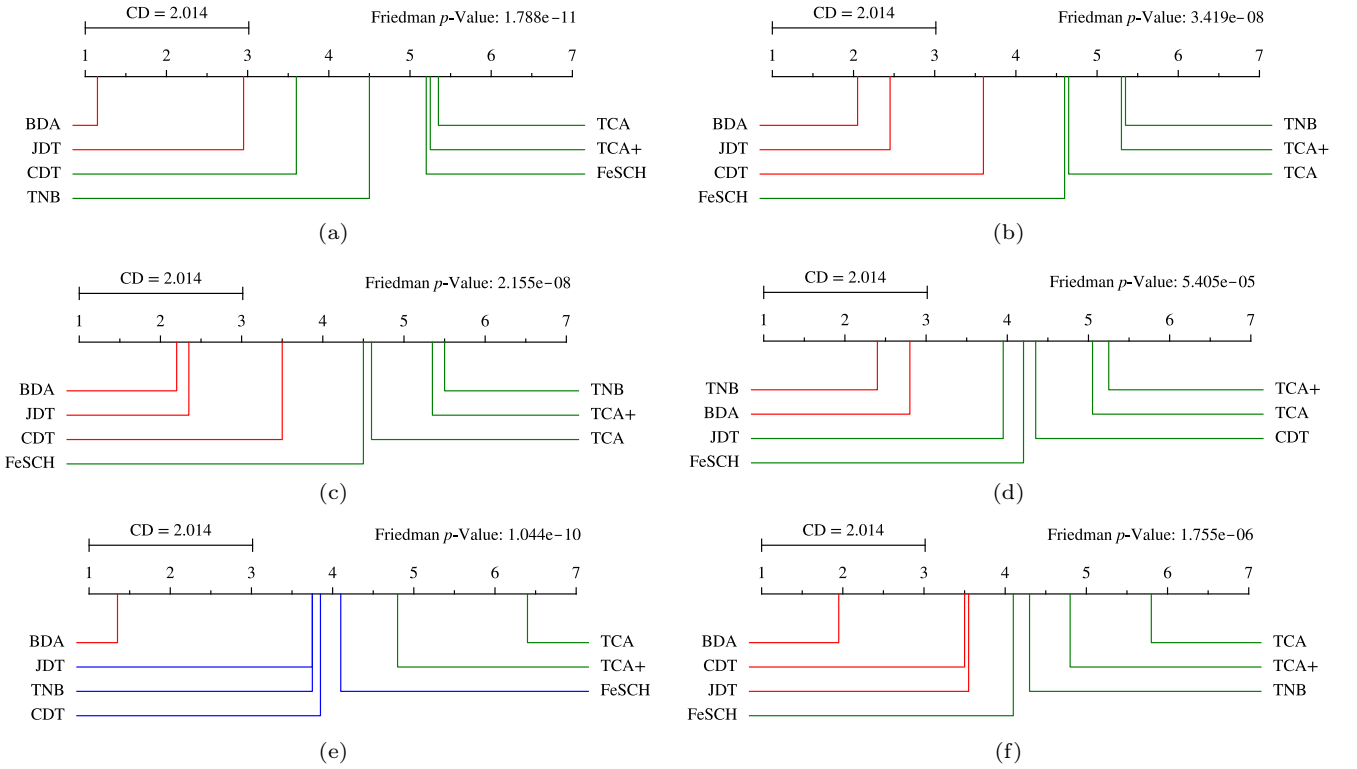 CD = 2.014
Friedman p-Value: 1.788e−11
1 2 3 4 5 6 7
BDA
JDT
CDT
TNB
TCA
TCA+
FeSCH
(a)
CD = 2.014
Friedman p-Value: 3.419e−08
1 2 3 4 5 6 7
BDA
JDT
CDT
FeSCH
TNB
TCA+
TCA
(b)
CD = 2.014
Friedman p-Value: 2.155e−08
1 2 3 4 5 6 7
BDA
JDT
CDT
FeSCH
TNB
TCA+
TCA
(c)
CD = 2.014
Friedman p-Value: 5.405e−05
1 2 3 4 5 6 7
TNB
BDA
JDT
FeSCH
TCA+
TCA
CDT
(d)
CD = 2.014
Friedman p-Value: 1.044e−10
1 2 3 4 5 6 7
BDA
JDT
TNB
CDT
TCA
TCA+
FeSCH
(e)
CD = 2.014
Friedman p-Value: 1.755e−06
1 2 3 4 5 6 7
BDA
CDT
JDT
FeSCH
TCA
TCA+
TNB
(f)